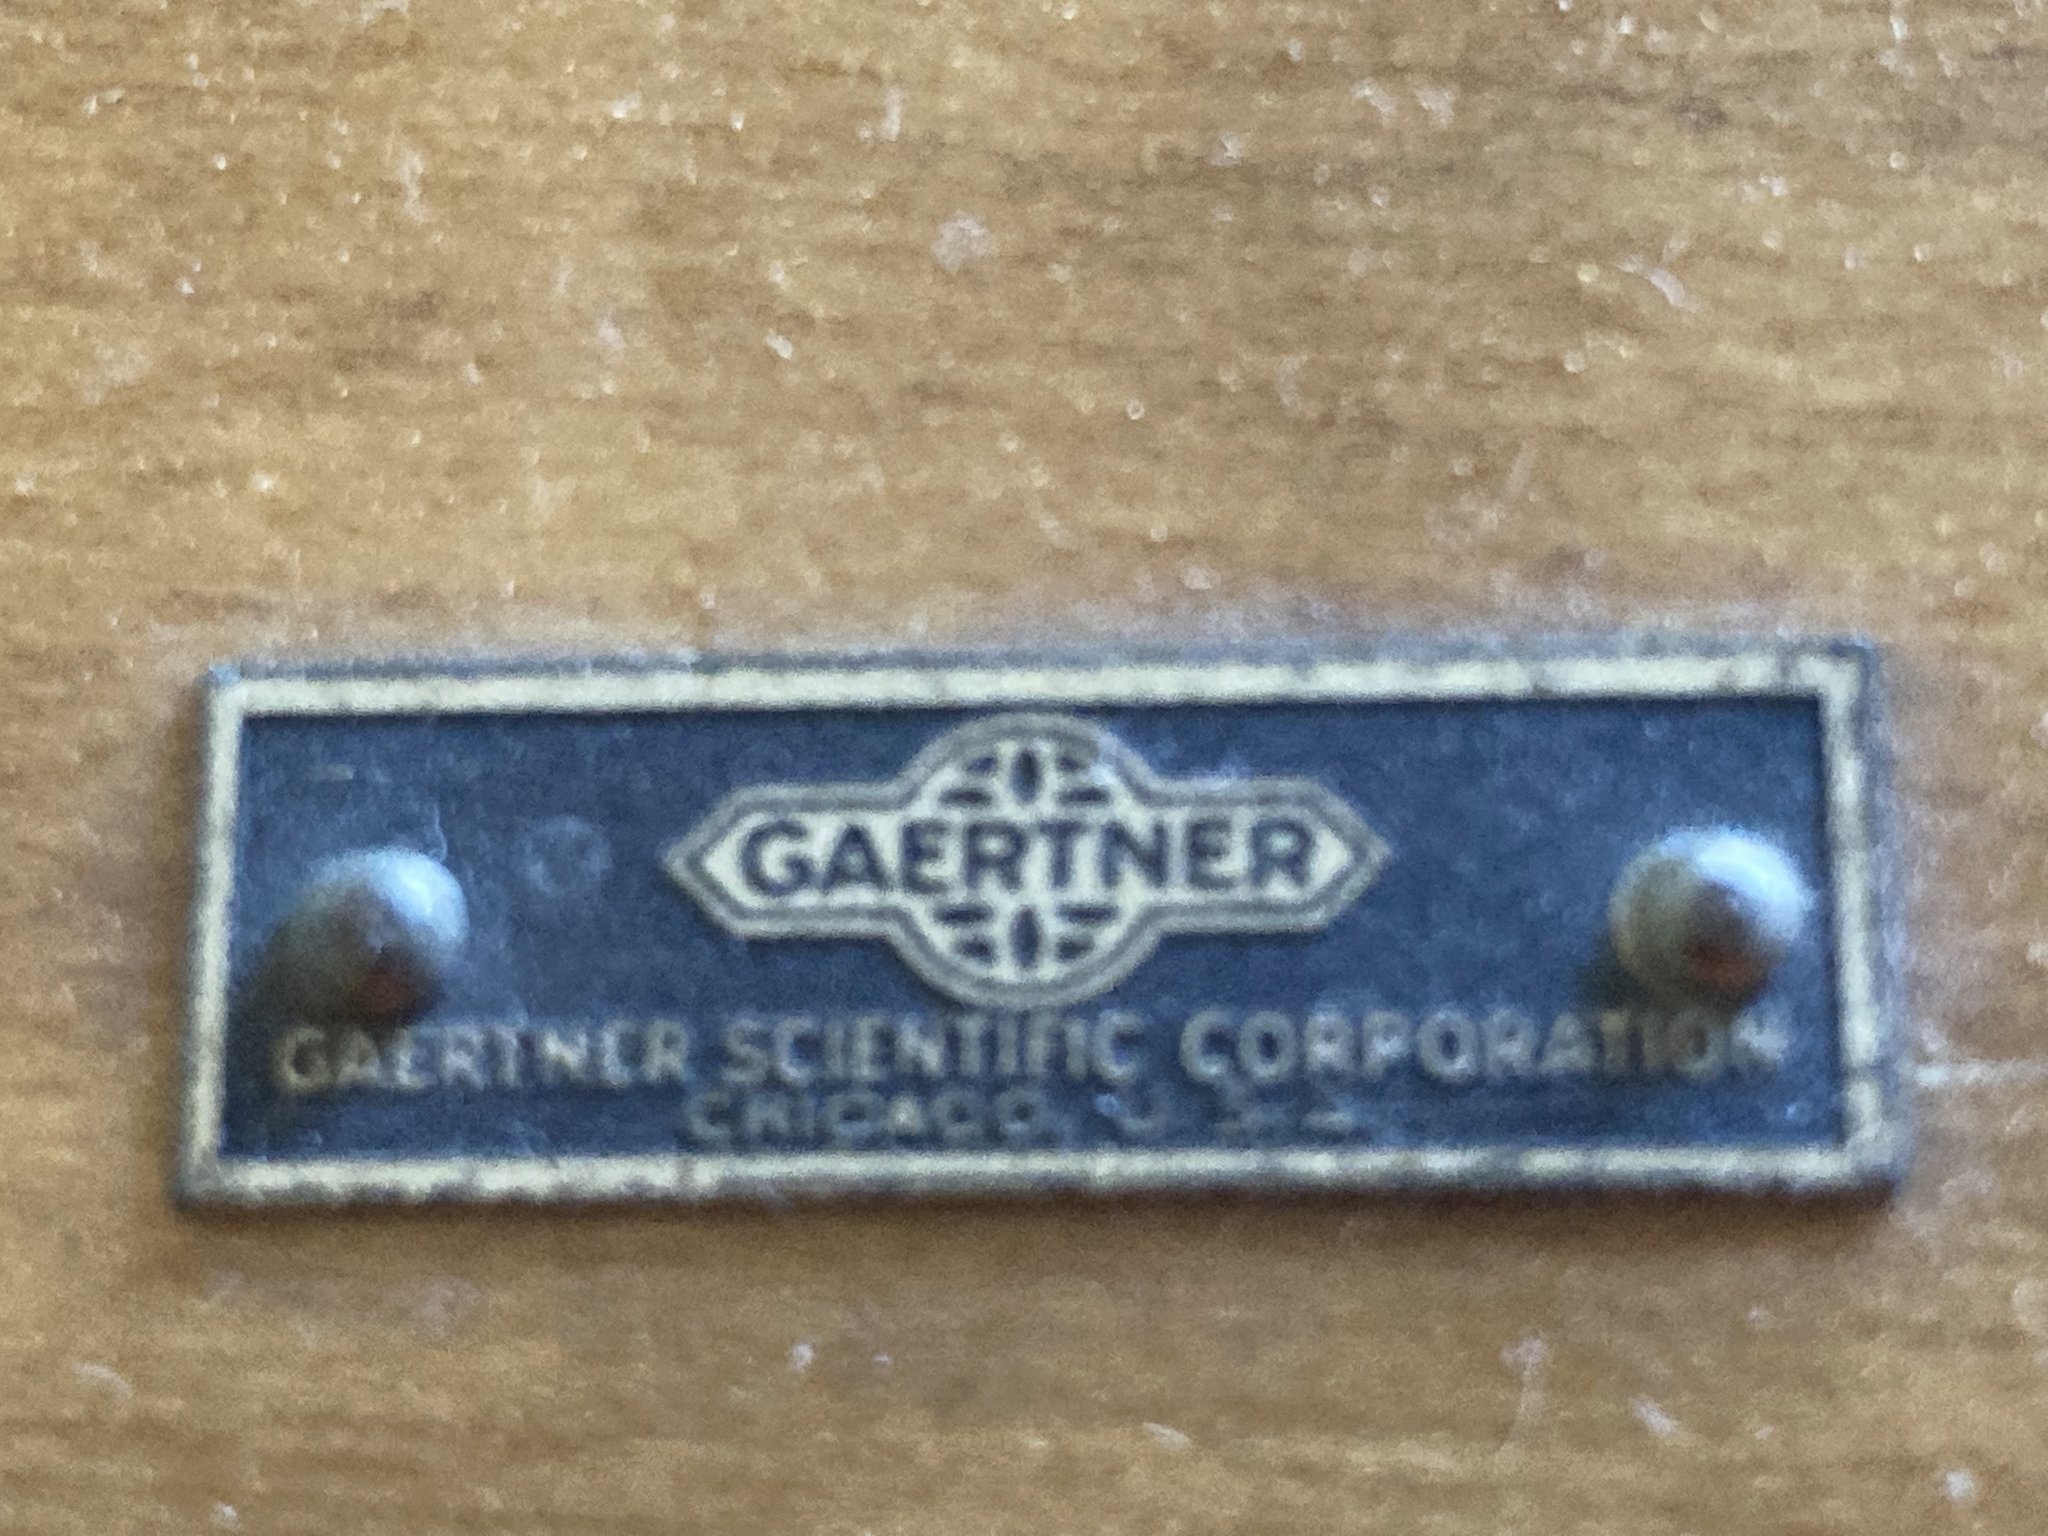 GAERTNER
GAERTNER SCIENTIFIC CORPORATION
CHICAGO, U. S. A.